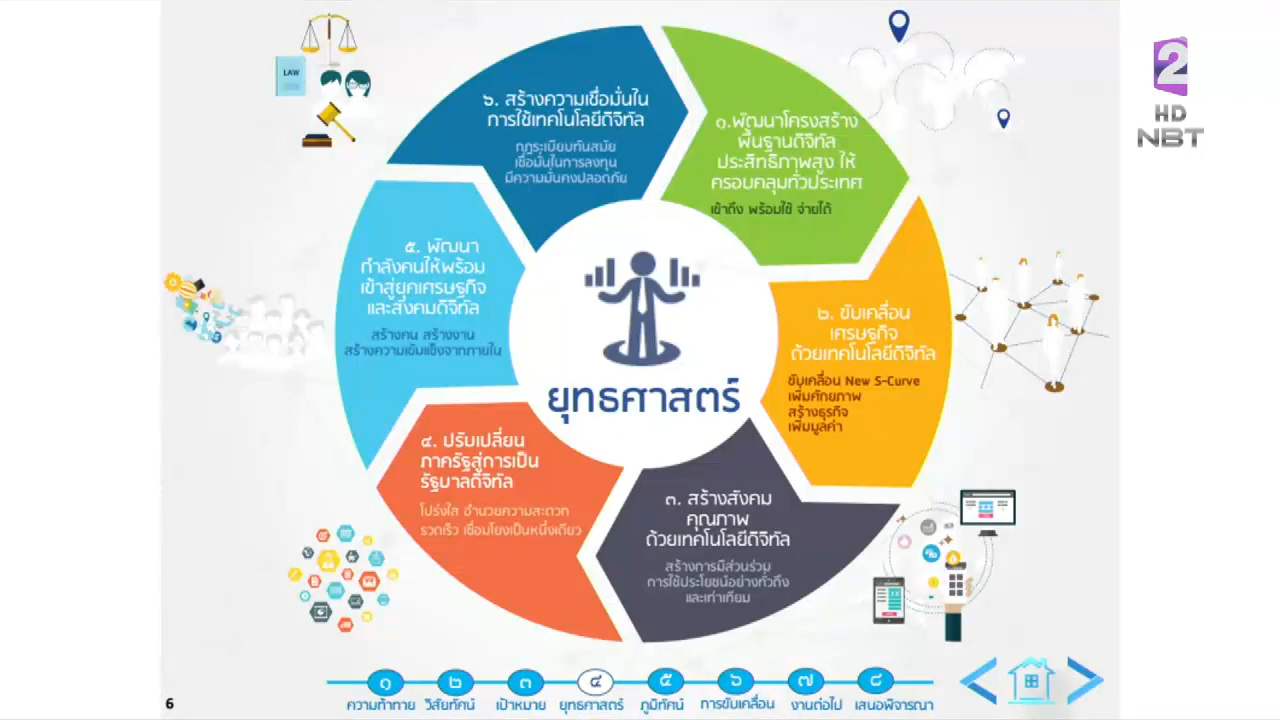 LAW
๖. สร้างความเชื่อมั่นใน
การใช้เทคโนโลยีดิจิทัล
กฎระเบียบทันสมัย
เชื่อมั่นในการลงทุน
มีความมั่นคงปลอดภัย
๑.พัฒนาโครงสร้าง
พื้นฐานดิจิทัล
ประสิทธิภาพสูง ให้
ครอบคลุมทั่วประเทศ
เข้าถึง พร้อมใช้ จ่ายได้
2
HD
NBT
๕. พัฒนา
กำลังคนให้พร้อม
เข้าสู่ยุคเศรษฐกิจ
และสังคมดิจิทัล
สร้างคน สร้างงาน
สร้างความเข้มแข็งจากภายใน
๒. ขับเคลื่อน
เศรษฐกิจ
ด้วยเทคโนโลยีดิจิทัล
ขับเคลื่อน New S-Curve
เพิ่มศักยภาพ
สร้างธุรกิจ
เพิ่มมูลค่า
ยุทธศาสตร์
๔. ปรับเปลี่ยน
ภาครัฐสู่การเป็น
รัฐบาลดิจิทัล
โปร่งใส อำนวยความสะดวก
รวดเร็ว เชื่อมโยงเป็นหนึ่งเดียว
๓. สร้างสังคม
คุณภาพ
ด้วยเทคโนโลยีดิจิทัล
สร้างการมีส่วนร่วม
การใช้ประโยชน์อย่างทั่วถึง
และเท่าเทียม
๑ ๒ ๓ ๔ ๕ ๖ ๗ ๘
6 ความท้าทาย วิสัยทัศน์ เป้าหมาย ยุทธศาสตร์ ภูมิทัศน์ การขับเคลื่อน งานต่อไป เสนอพิจารณา